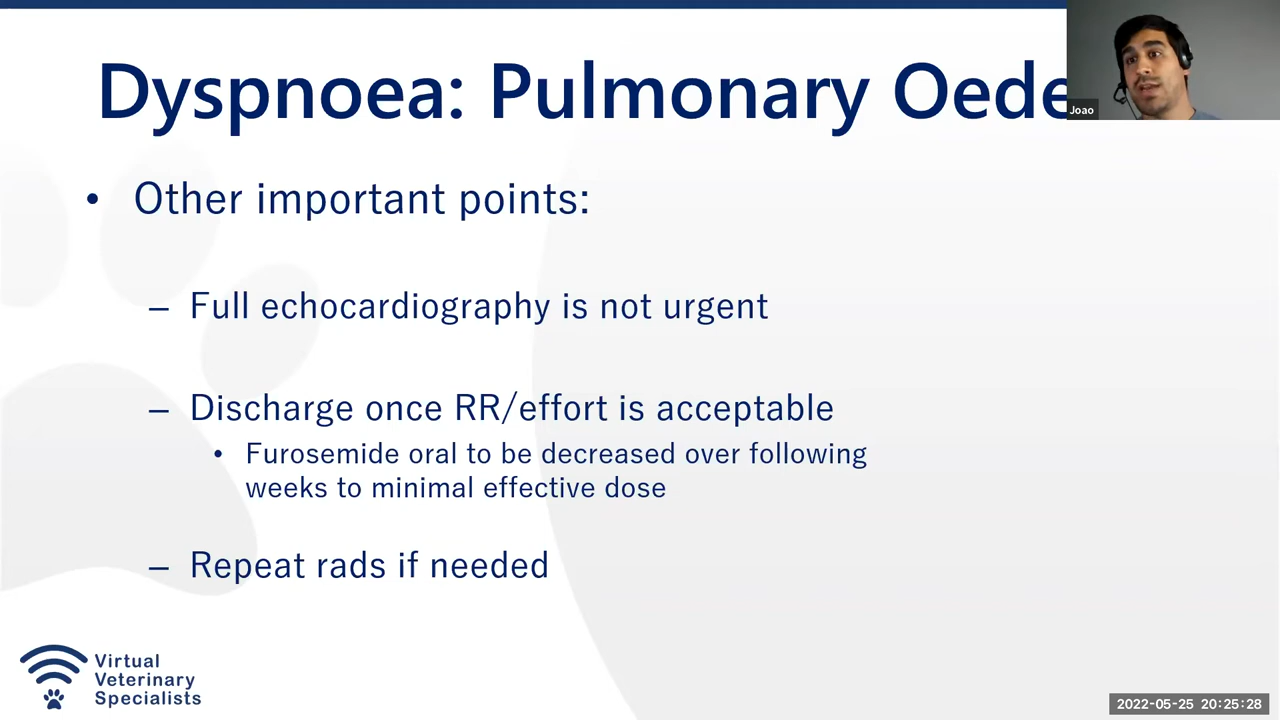 Dyspnoea: Pulmonary Oede
Joao
• Other important points:
– Full echocardiography is not urgent
– Discharge once RR/effort is acceptable
• Furosemide oral to be decreased over following
weeks to minimal effective dose
– Repeat rads if needed
Virtual
Veterinary
Specialists
2022-05-25 20:25:28